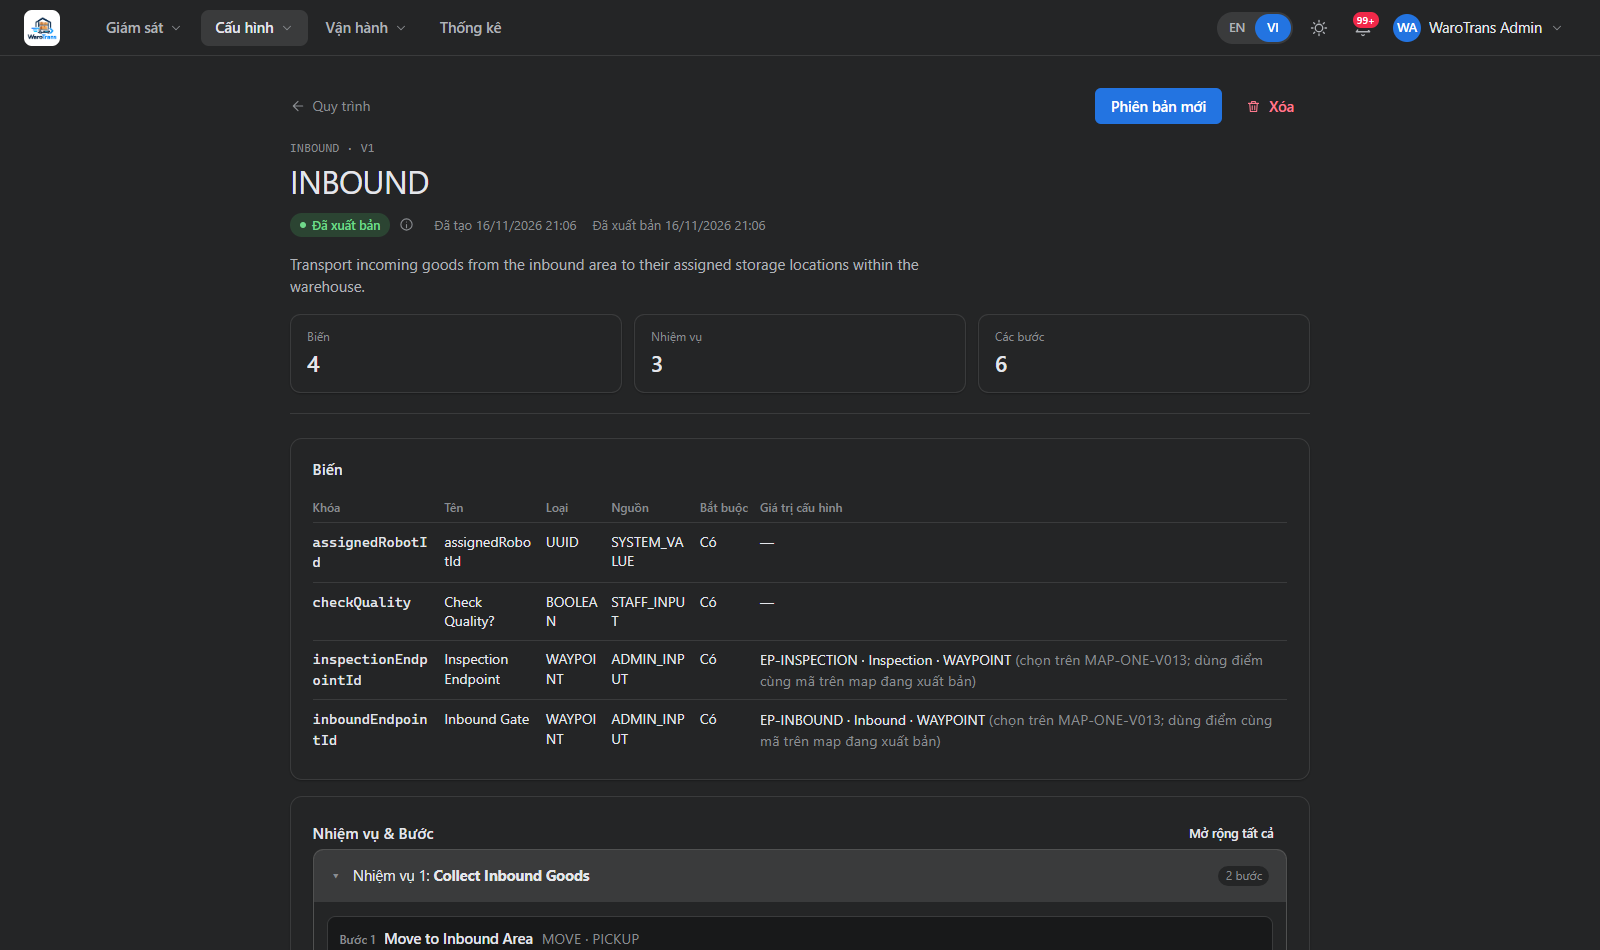 WaroTrans
Giám sát
Cấu hình
Vận hành
Thống kê
EN
VI
99+
WA
WaroTrans Admin
Quy trình
Phiên bản mới
Xóa
INBOUND · V1
INBOUND
Đã xuất bản
Đã tạo 16/11/2026 21:06
Đã xuất bản 16/11/2026 21:06
Transport incoming goods from the inbound area to their assigned storage locations within the
warehouse.
Biến
4
Nhiệm vụ
3
Các bước
6
Biến
Khóa Tên Loại Nguồn Bắt buộc Giá trị cấu hình
assignedRobotI assignedRobo UUID SYSTEM_VA Có —
d tId LUE
checkQuality Check BOOLEA STAFF_INPU Có —
Quality? N T
inspectionEndp Inspection WAYPOI ADMIN_INP Có EP-INSPECTION · Inspection · WAYPOINT (chọn trên MAP-ONE-V013; dùng điểm
ointId Endpoint NT UT cùng mã trên map đang xuất bản)
inboundEndpoin Inbound Gate WAYPOI ADMIN_INP Có EP-INBOUND · Inbound · WAYPOINT (chọn trên MAP-ONE-V013; dùng điểm cùng
tId NT UT mã trên map đang xuất bản)
Nhiệm vụ & Bước
Mở rộng tất cả
Nhiệm vụ 1: Collect Inbound Goods
2 bước
Bước 1 Move to Inbound Area MOVE · PICKUP